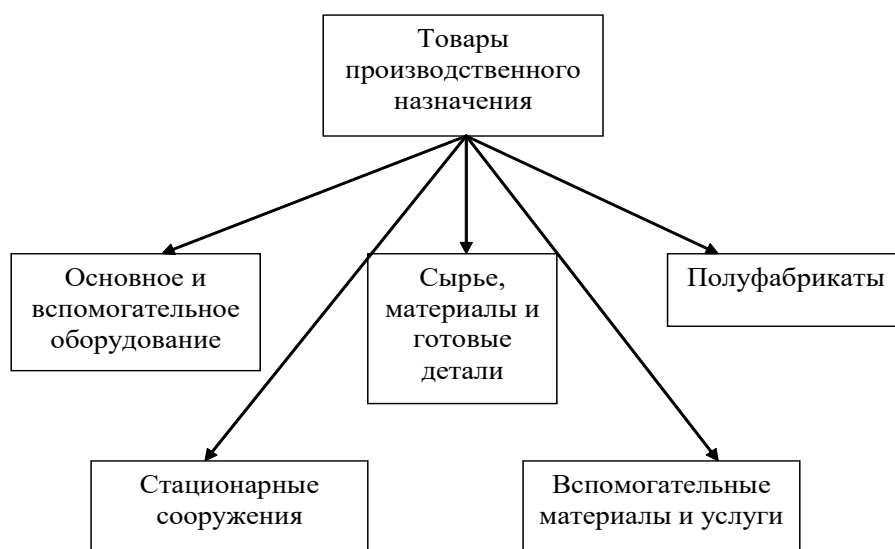 Товары
производственного
назначения
Основное и
вспомогательное
оборудование
Сырье,
материалы и
готовые
детали
Полуфабрикаты
Стационарные
сооружения
Вспомогательные
материалы и услуги